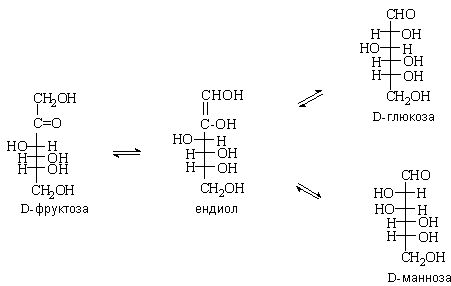 CH₂OH
C=O
HO H
H OH
H OH
CH₂OH
D-фруктоза
CHOH
C-OH
HO H
H OH
H OH
CH₂OH
ендиол
CHO
H OH
HO H
H OH
H OH
CH₂OH
D-глюкоза
CHO
HO H
HO H
H OH
H OH
CH₂OH
D-манноза